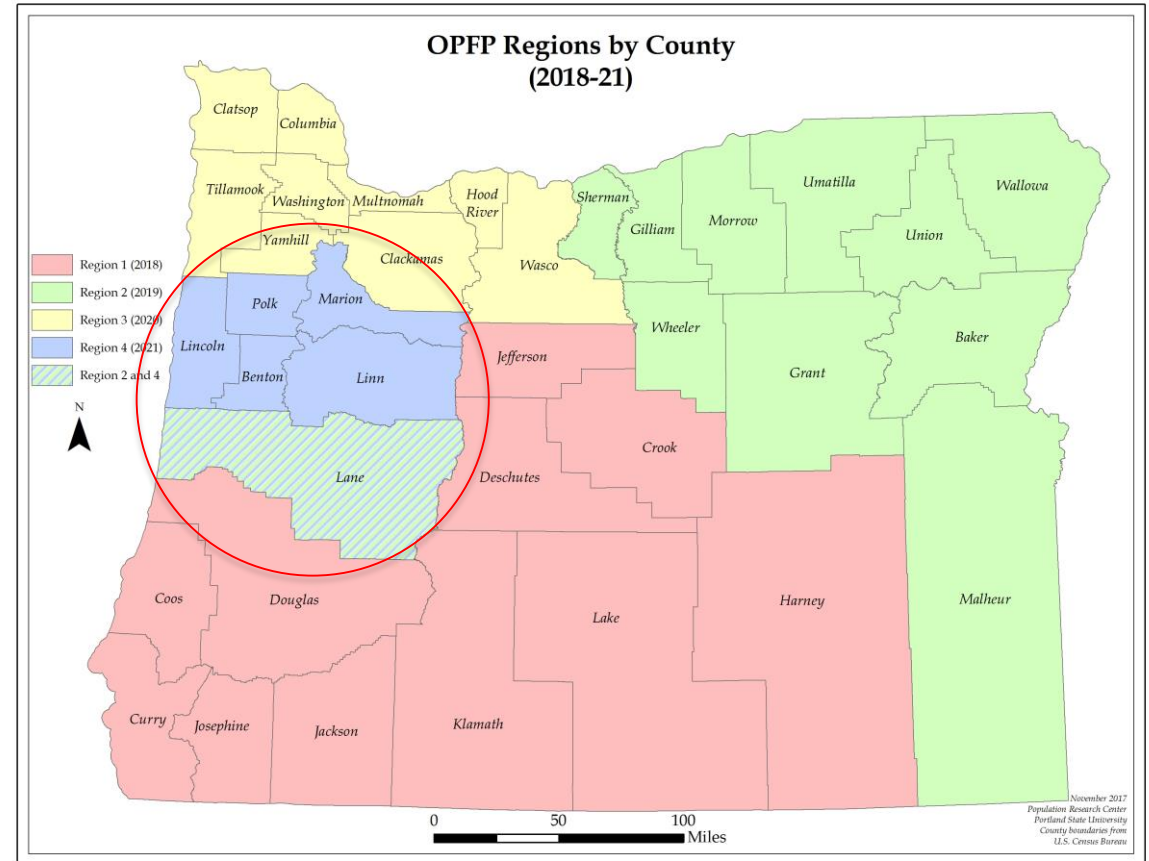 OPFP Regions by County
(2018-21)
Clatsop
Columbia
Tillamook
Washington
Multnomah
Hood
River
Sherman
Gilliam
Morrow
Umatilla
Union
Wallowa
Yamhill
Clackamas
Wasco
Region 1 (2018)
Region 2 (2019)
Region 3 (2020)
Region 4 (2021)
Region 2 and 4
N
Polk
Marion
Lincoln
Benton
Linn
Jefferson
Wheeler
Grant
Baker
Crook
Deschutes
Lane
Coos
Douglas
Lake
Harney
Malheur
Curry
Josephine
Jackson
Klamath
0 50 100
Miles
November 2017
Population Research Center
Portland State University
County boundaries from
U.S. Census Bureau